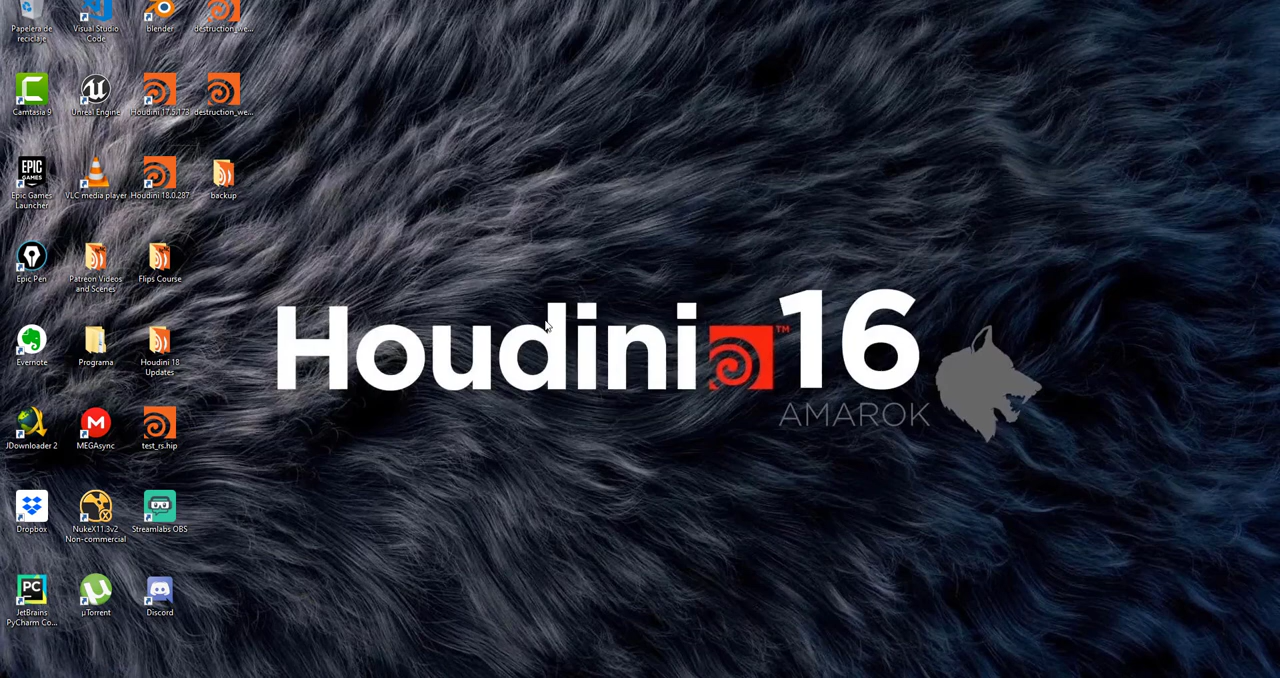 Papelera de
reciclaje
Visual Studio
Code
blender
destruction_we...
Camtasia 9
Unreal Engine
Houdini 17.5.173
destruction_we...
EPIC
GAMES
Epic Games
Launcher
VLC media player
Houdini 18.0.287
backup
Epic Pen
Patreon Videos
and Scenes
Flips Course
Evernote
Programa
Houdini 18
Updates
Houdini 16
TM
AMAROK
JDownloader 2
M
MEGAsync
test_rs.hip
Dropbox
NukeX11.3v2
Non-commercial
Streamlabs OBS
PC
JetBrains
PyCharm Co...
µTorrent
Discord